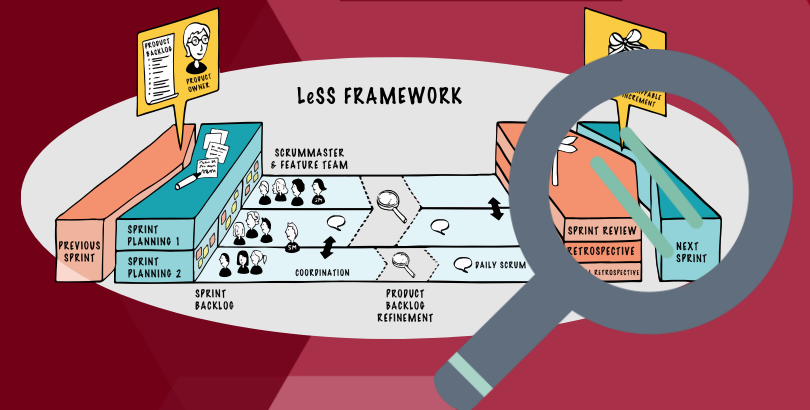 PRODUCT
BACKLOG
PRODUCT
OWNER
LeSS FRAMEWORK
INCREMENT
SCRUMMASTER
& FEATURE TEAM
SM
SPRINT
PLANNING 1
SPRINT
PLANNING 2
PREVIOUS
SPRINT
SM
COORDINATION
DAILY SCRUM
SPRINT REVIEW
RETROSPECTIVE
RETROSPECTIVE
NEXT
SPRINT
SPRINT
BACKLOG
PRODUCT
BACKLOG
REFINEMENT